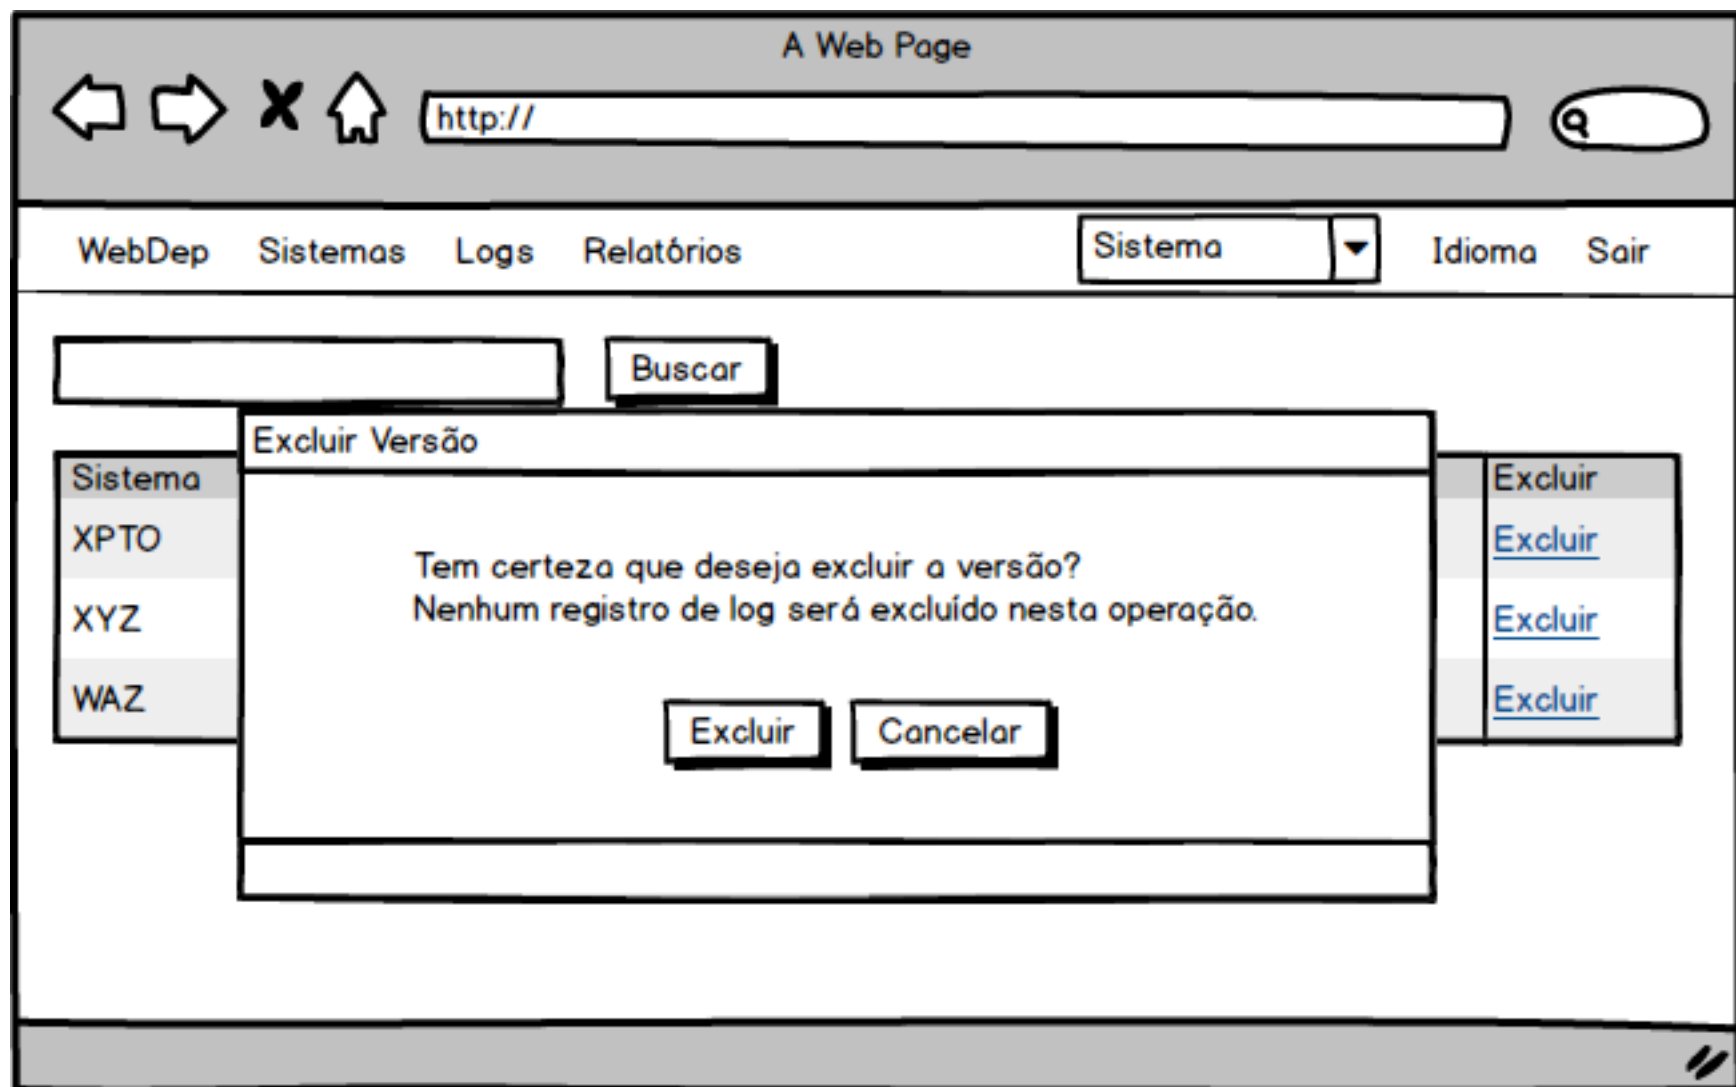 A Web Page
http://
WebDep Sistemas Logs Relatórios Sistema Idioma Sair
Buscar
Excluir Versão
Sistema Excluir
XPTO Excluir
Tem certeza que deseja excluir a versão?
Nenhum registro de log será excluído nesta operação.
XYZ Excluir
WAZ Excluir
Excluir Cancelar